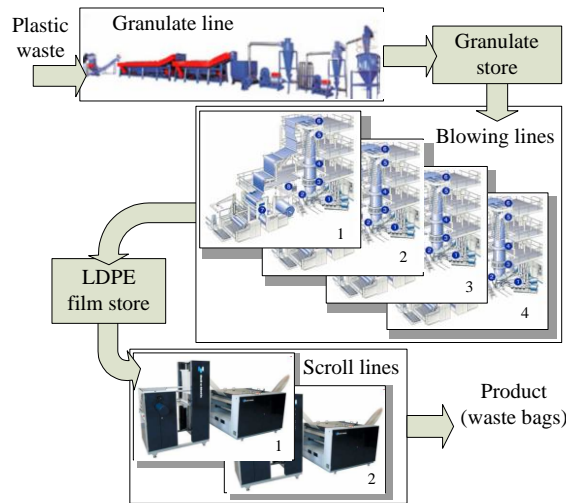 Plastic
waste
Granulate line
Granulate
store
Blowing lines
1
2
3
4
LDPE
film store
Scroll lines
1
2
Product
(waste bags)